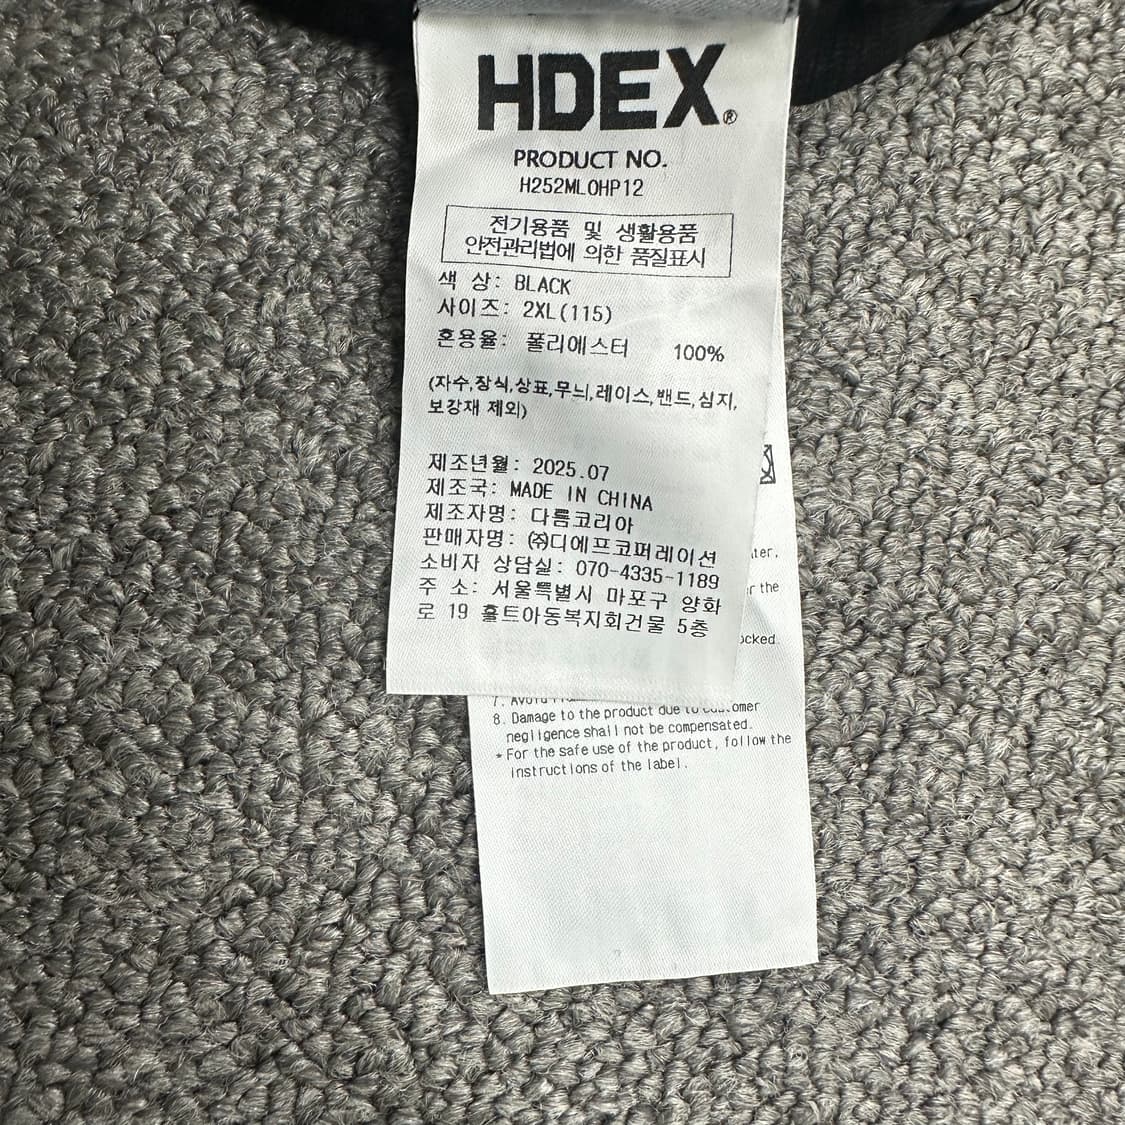 HDEX®
PRODUCT NO.
H252MLOHP12
전기용품 및 생활용품
안전관리법에 의한 품질표시
색 상: BLACK
사이즈: 2XL(115)
혼용율: 폴리에스터 100%
(자수,장식,상표,무늬,레이스,밴드,심지,
보강재 제외)
제조년월: 2025.07
제조국: MADE IN CHINA
제조자명: 다름코리아
판매자명: ㈜디에프코퍼레이션
소비자 상담실: 070-4335-1189
주 소: 서울특별시 마포구 양화
로 19 홀트아동복지회건물 5층
the
7. Avoid
8. Damage to the product due to customer
negligence shall not be compensated.
* For the safe use of the product, follow the
instructions of the label.